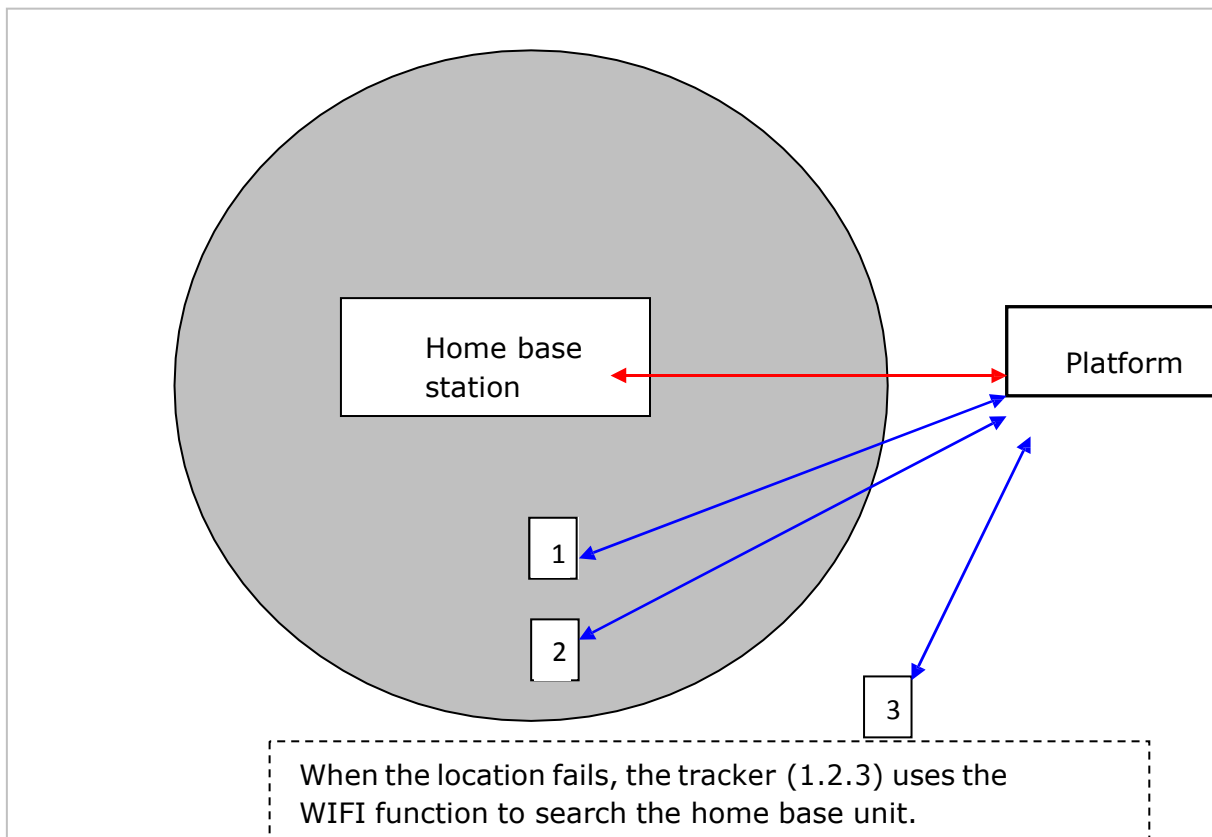 Home base
station
Platform
1
2
3
When the location fails, the tracker (1.2.3) uses the
WIFI function to search the home base unit.